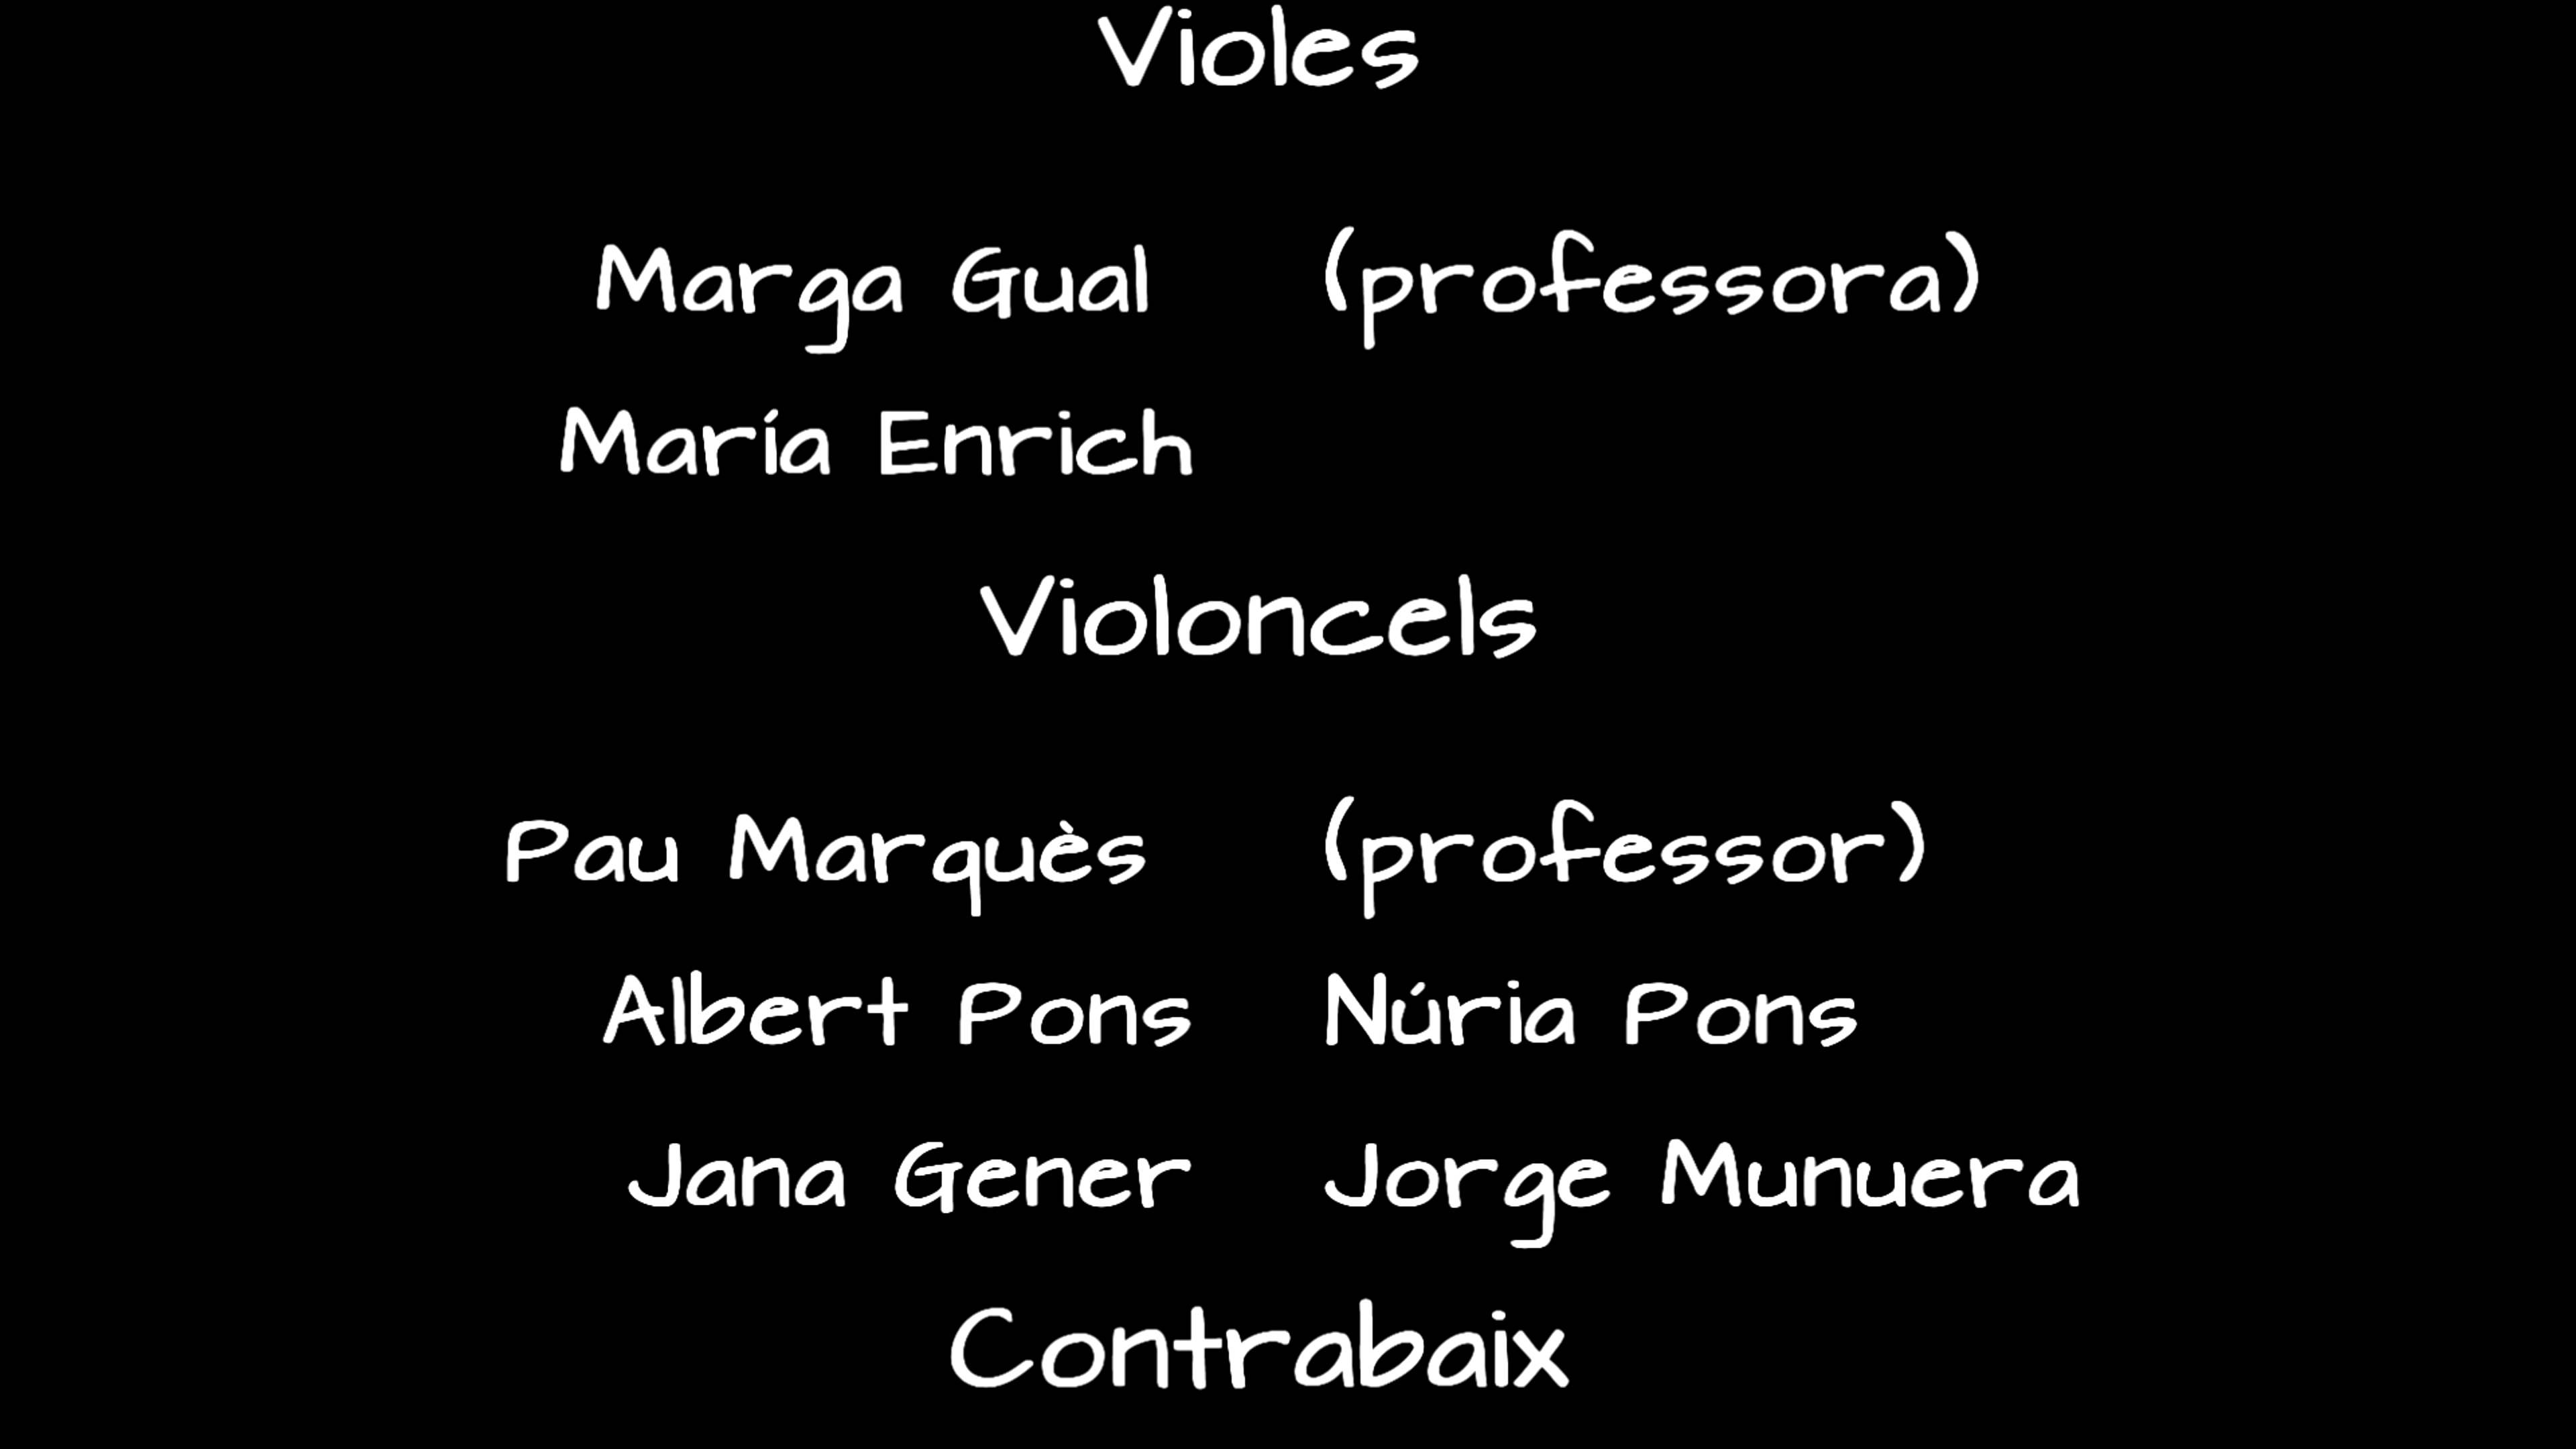 Violes
Marga Gual (professora)
María Enrich
Violoncels
Pau Marquès (professor)
Albert Pons Núria Pons
Jana Gener Jorge Munuera
Contrabaix